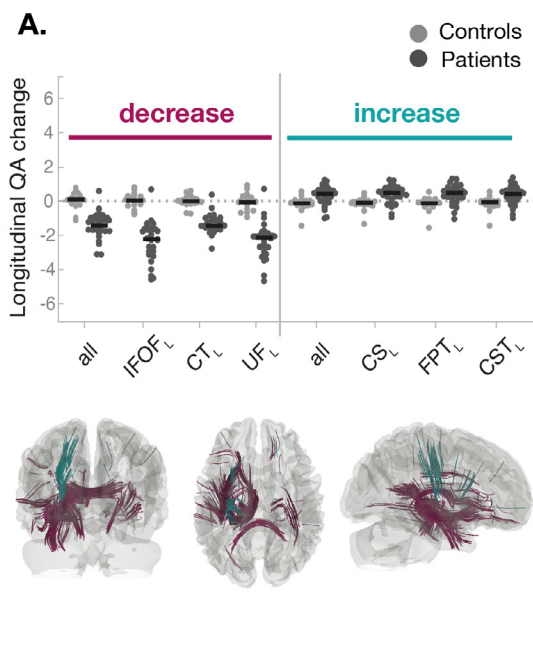 A.
Controls
Patients
Longitudinal QA change
decrease
increase
6
4
2
0
-2
-4
-6
all
IFOF L
CT L
UF L
all
CS L
FPT L
CST L